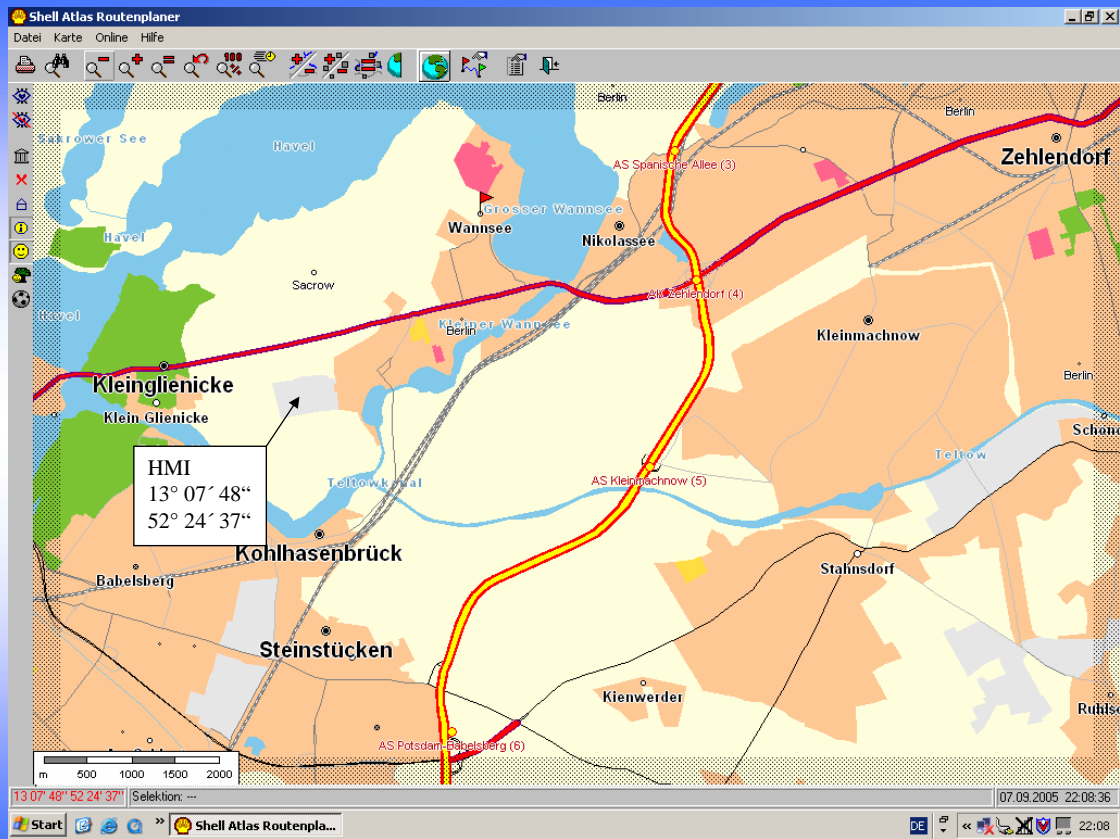 Shell Atlas Routenplaner
Datei Karte Online Hilfe
100
%
Berlin
Berlin
Sakrower See
Havel
Zehlendorf
AS Spanische Allee (3)
Grosser Wannsee
Wannsee
Nikolassee
Havel
Sacrow
AK Zehlendorf (4)
Havel
Kleiner Wannsee
Berlin
Kleinmachnow
Berlin
Kleinglienicke
Klein Glienicke
HMI
13° 07´ 48“
52° 24´ 37“
Teltow
AS Kleinmachnow (5)
Teltowkanal
Kohlhasenbrück
Stahnsdorf
Babelsberg
Steinstücken
Kienwerder
AS Potsdam-Babelsberg (6)
m 500 1000 1500 2000
13 07' 48'' 52 24' 37'' Selektion: --- 07.09.2005 22:08:36
Start » Shell Atlas Routenpla... DE « 22:08